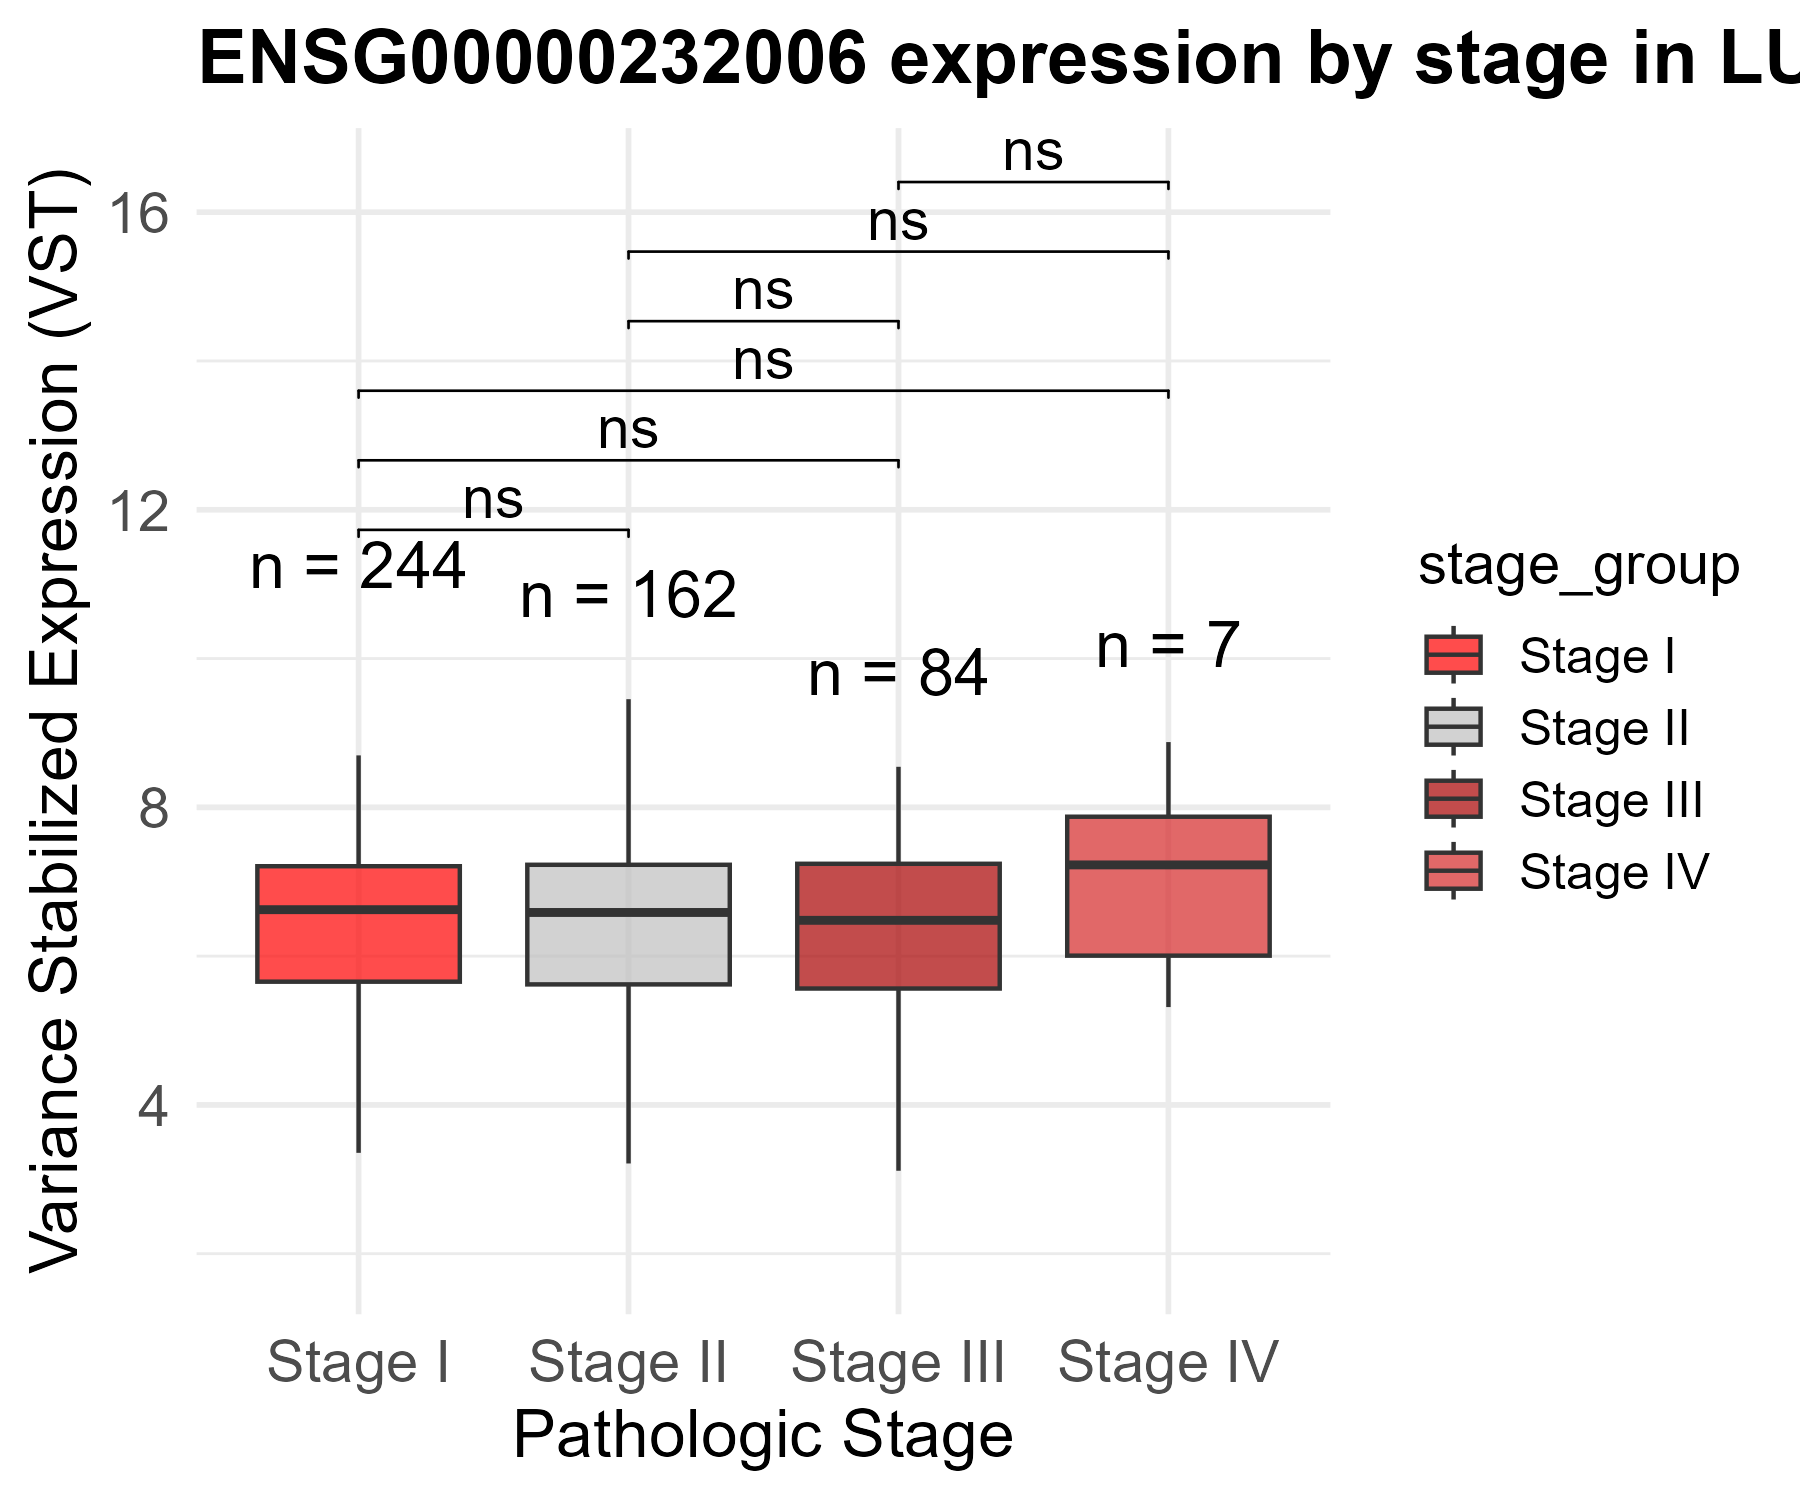 ENSG00000232006 expression by stage in LU
ns
16
ns
ns
ns
ns
12
ns
n = 244
n = 162
n = 84
n = 7
8
4
Variance Stabilized Expression (VST)
stage_group
Stage I
Stage II
Stage III
Stage IV
Stage I
Stage II
Stage III
Stage IV
Pathologic Stage